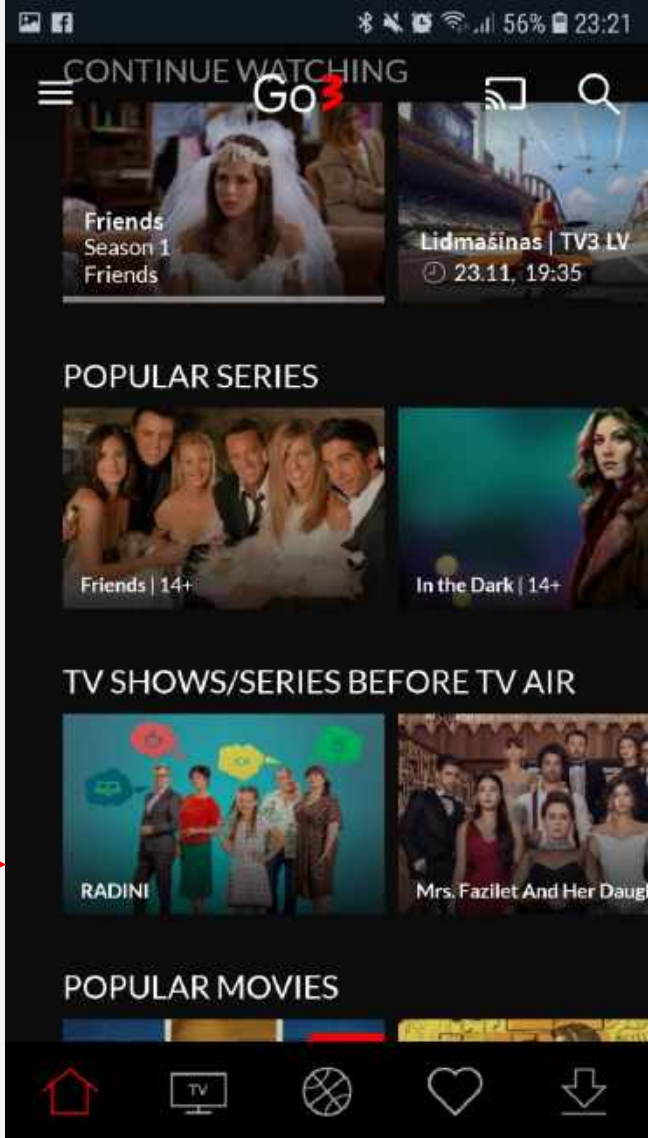 56% 23:21
CONTINUE WATCHING
Go3
Friends
Season 1
Friends
Lidmašīnas | TV3 LV
23.11, 19:35
POPULAR SERIES
Friends | 14+
In the Dark | 14+
TV SHOWS/SERIES BEFORE TV AIR
RADINI
Mrs. Fazilet And Her Daugh
POPULAR MOVIES
TV